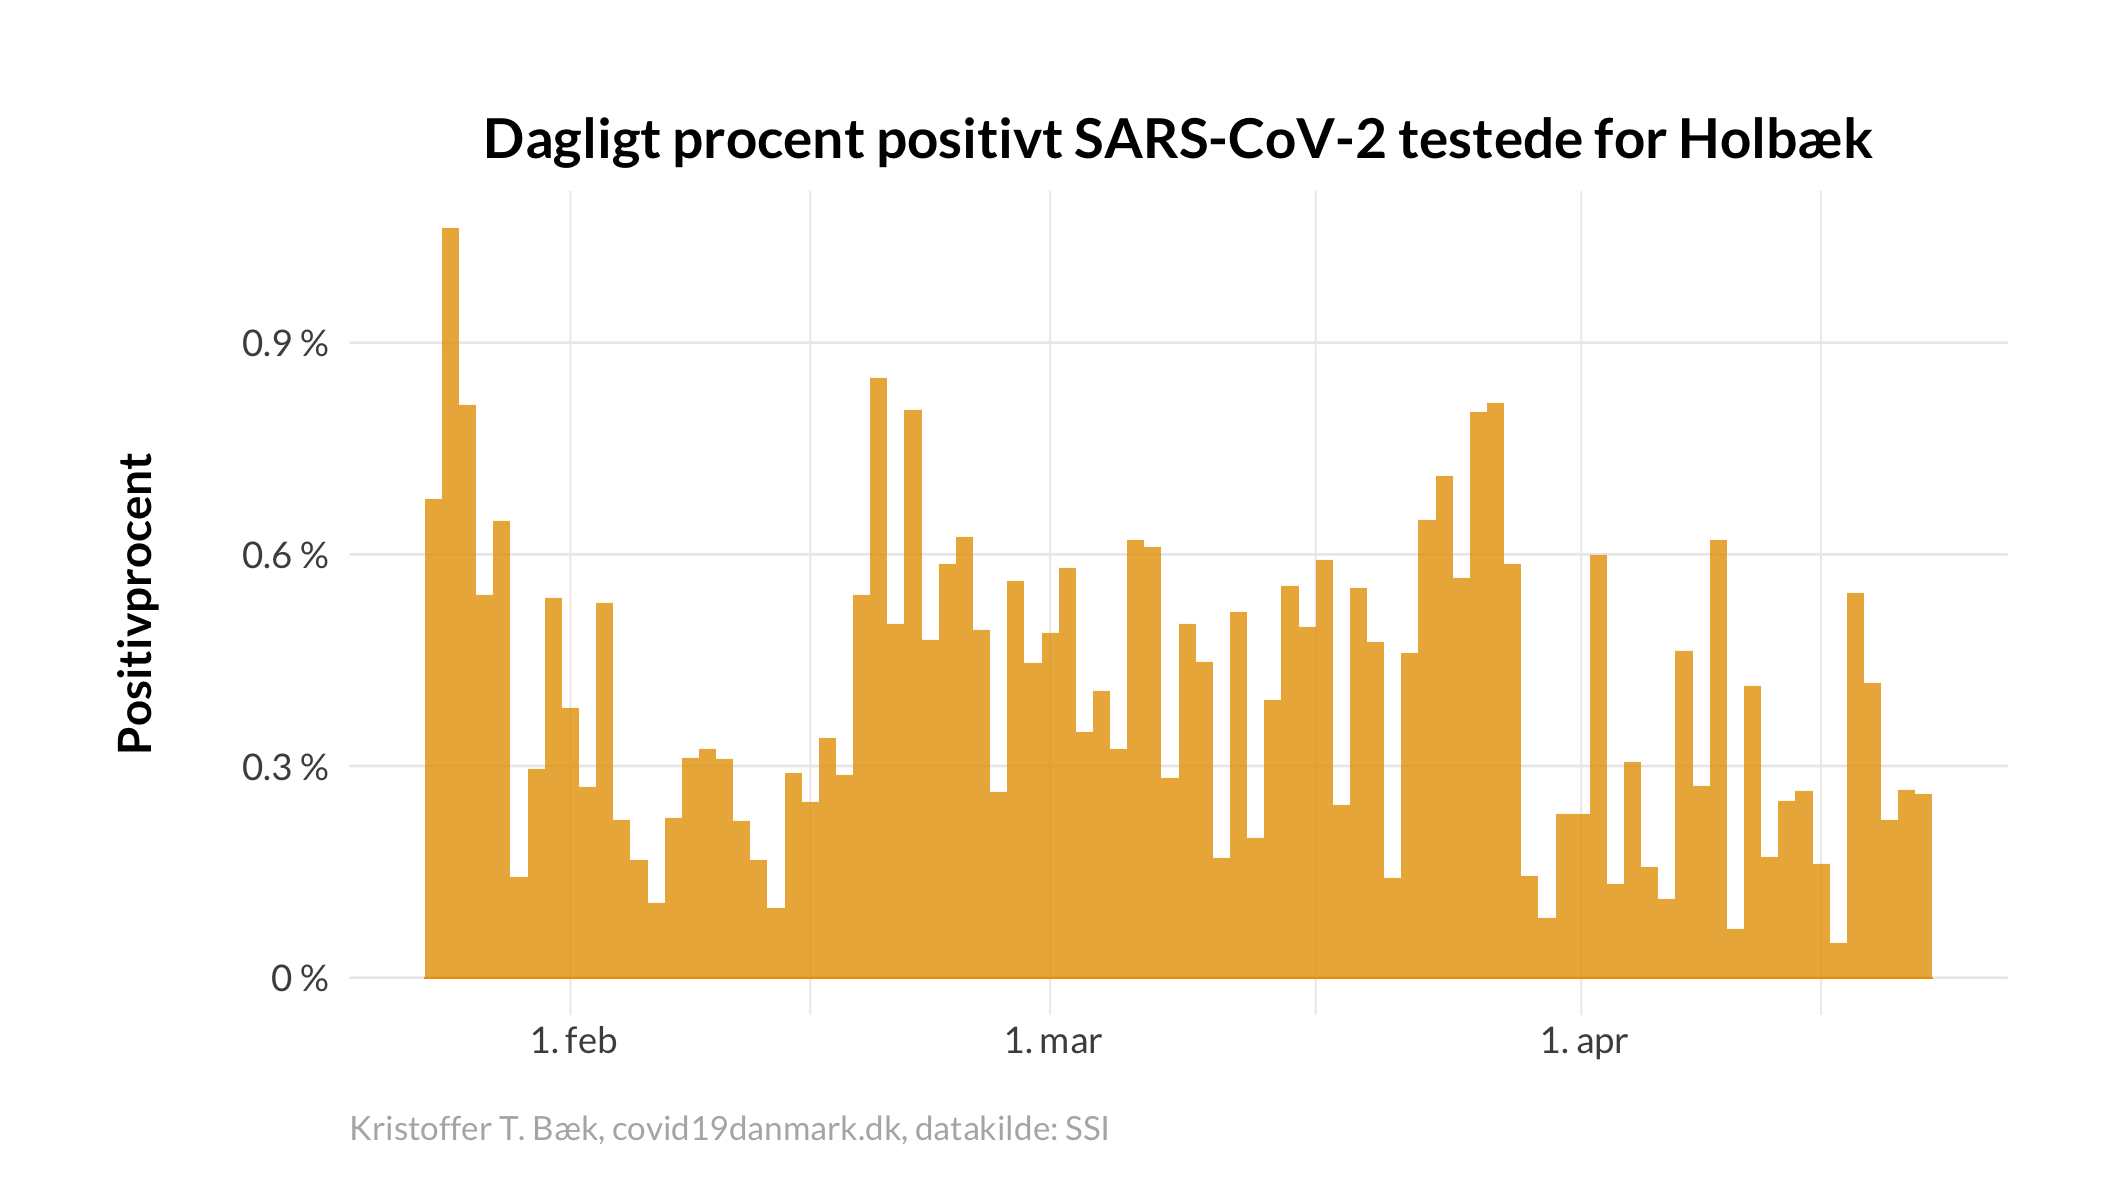 Dagligt procent positivt SARS-CoV-2 testede for Holbæk
Positivprocent
0.9 %
0.6 %
0.3 %
0 %
1. feb
1. mar
1. apr
Kristoffer T. Bæk, covid19danmark.dk, datakilde: SSI